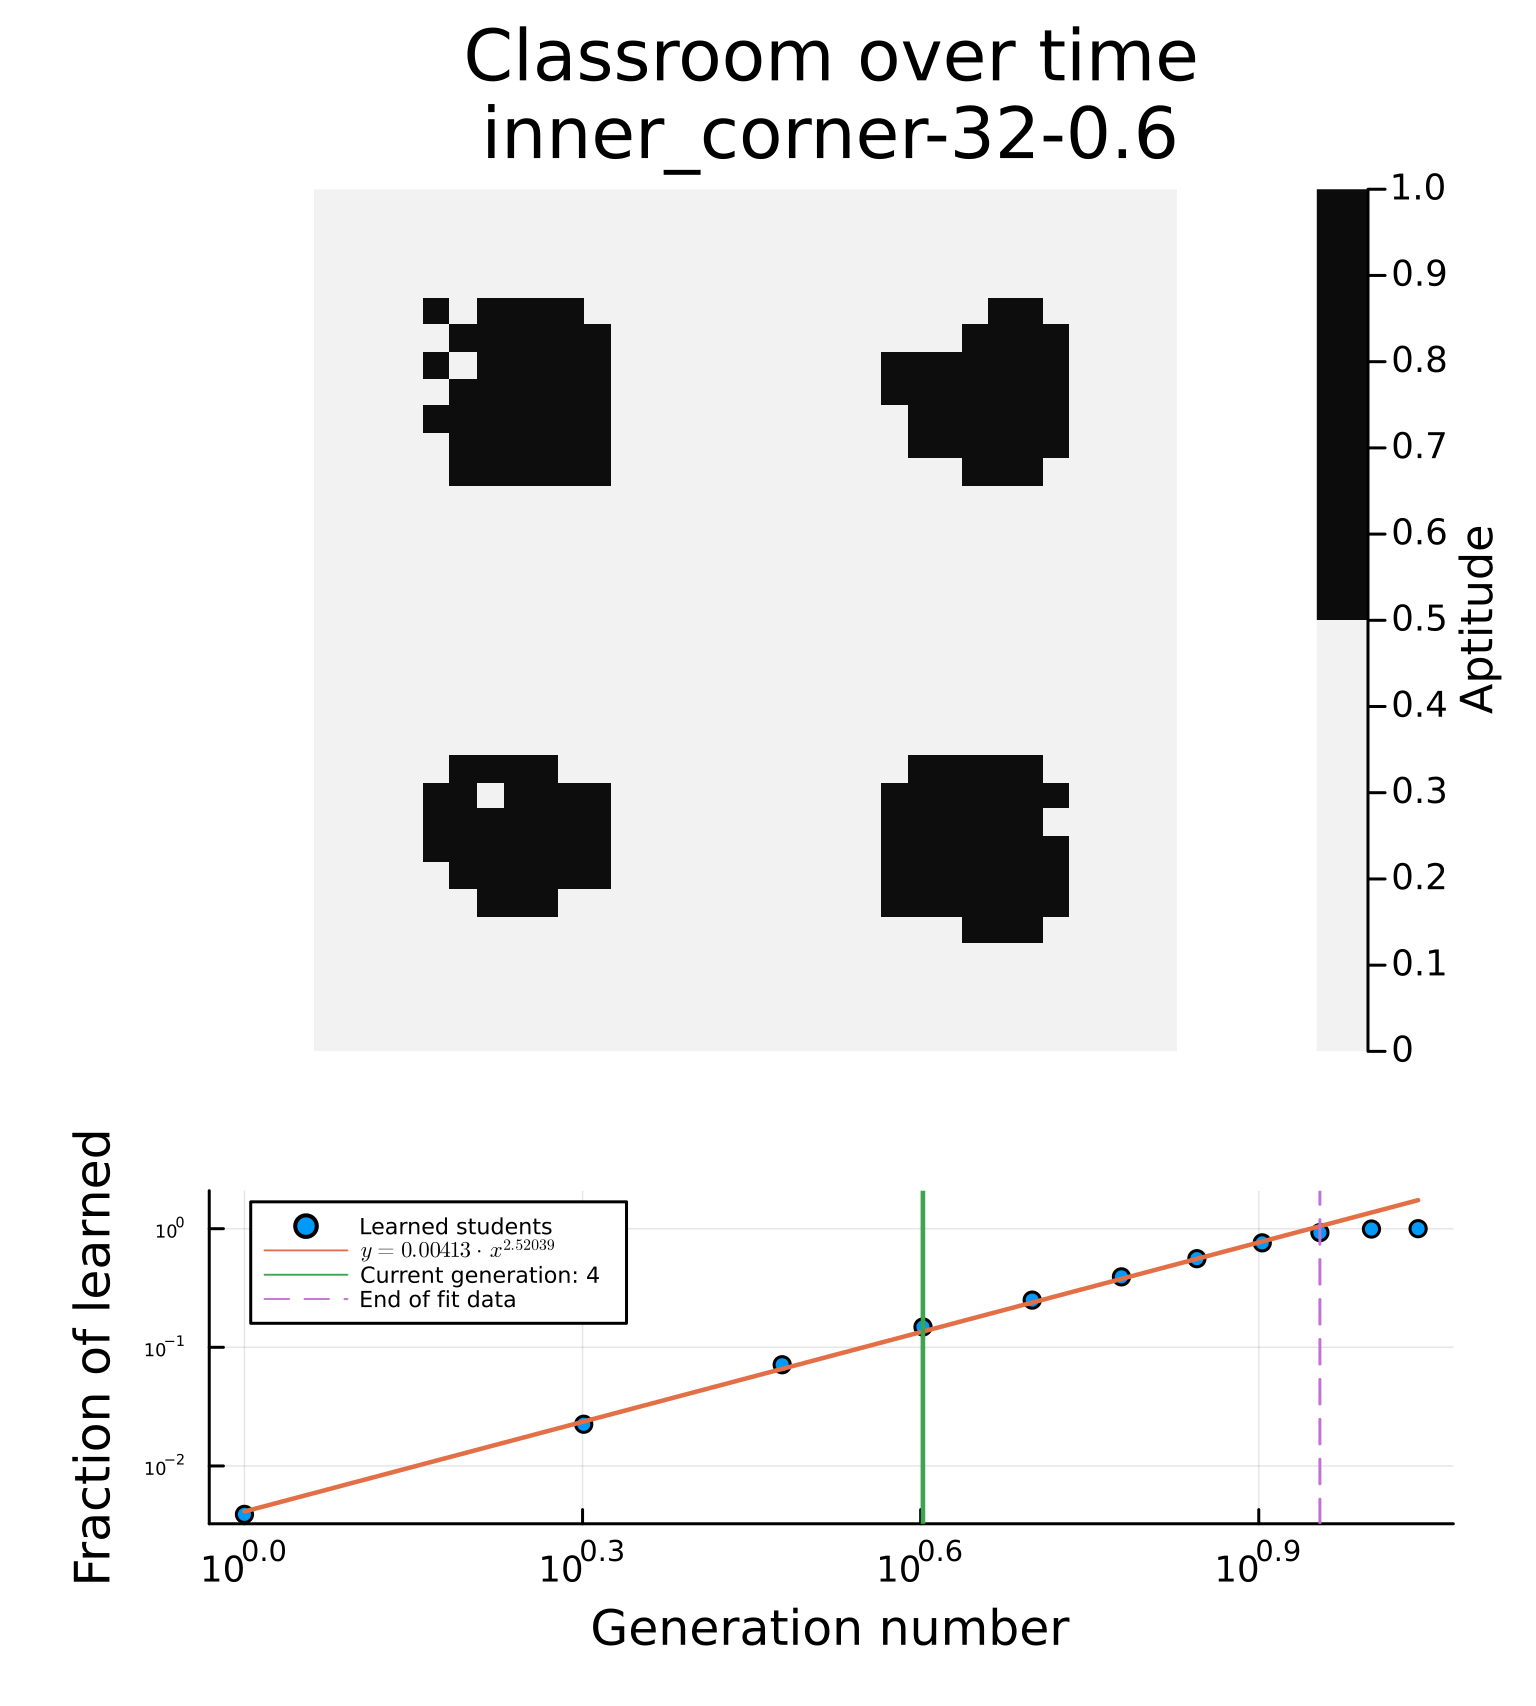 Classroom over time
inner_corner-32-0.6
1.0
0.9
0.8
0.7
0.6
0.5
0.4
0.3
0.2
0.1
0
Aptitude
Fraction of learned
10^0
10^−1
10^−2
Learned students
y = 0.00413 · x^2.52039
Current generation: 4
End of fit data
10^0.0
10^0.3
10^0.6
10^0.9
Generation number